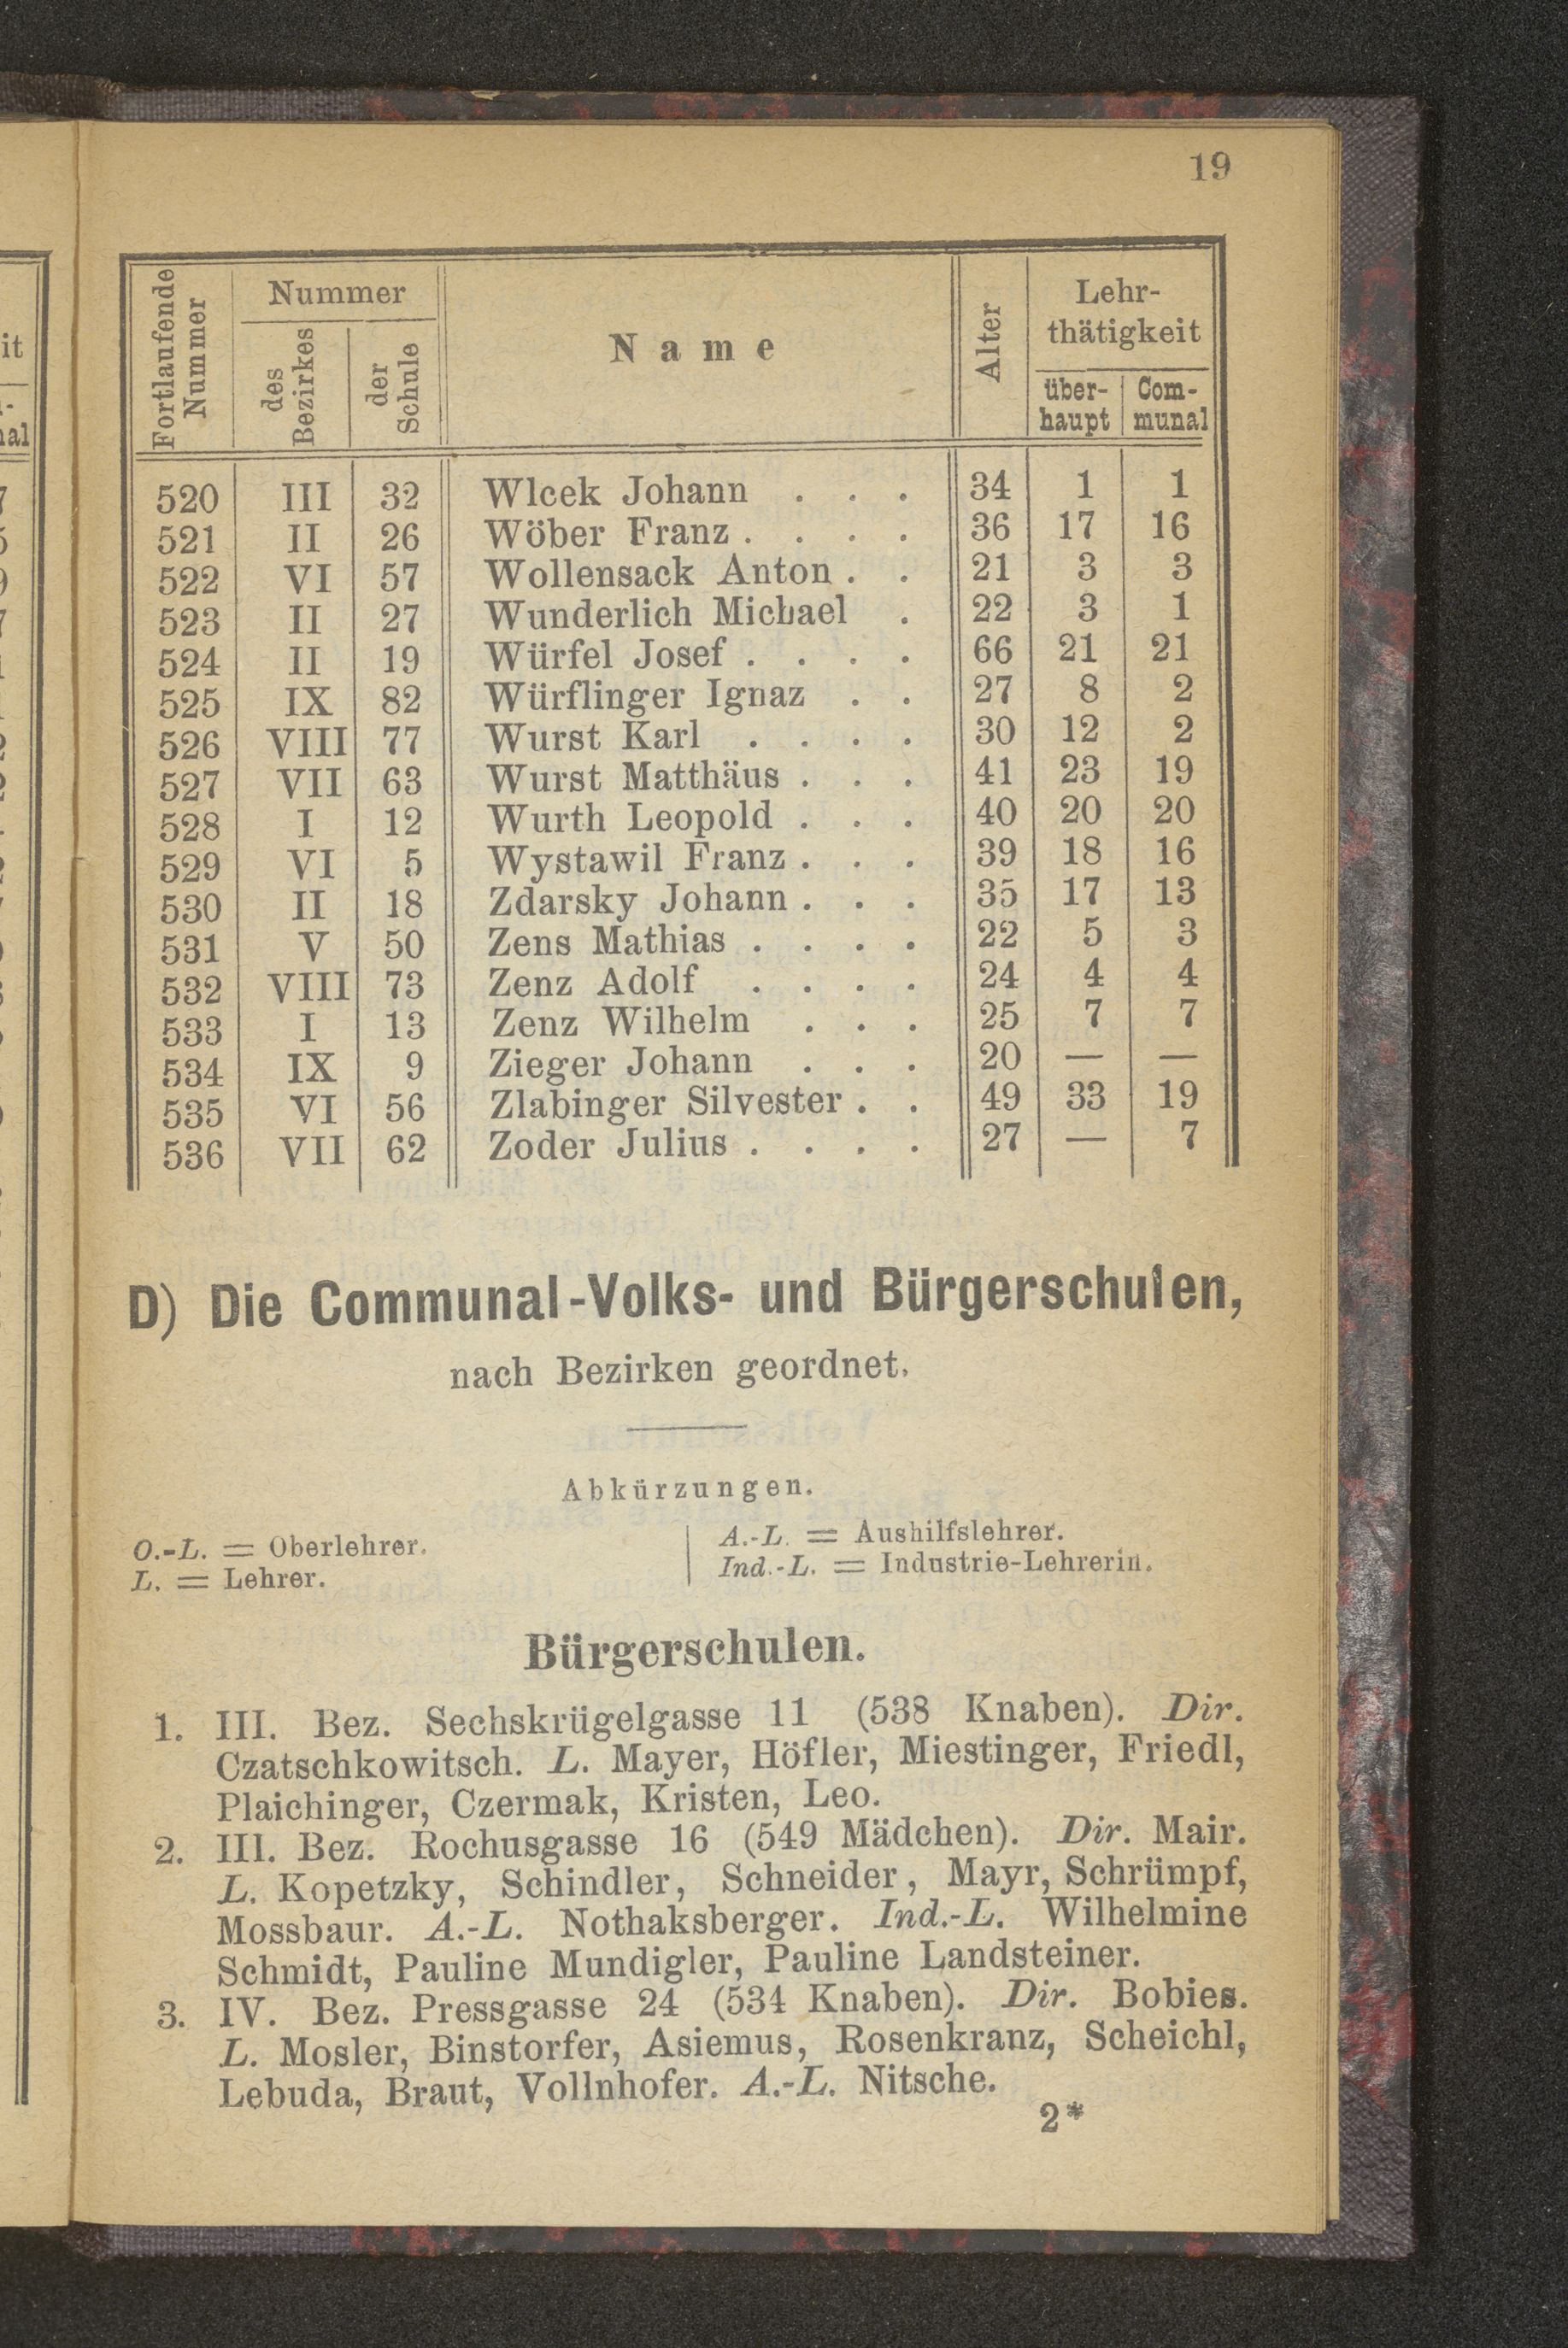 19
Fortlaufende Nummer | Nummer | Name | Alter | Lehr-thätigkeit
des Bezirkes | der Schule | über-haupt | Com-munal
520 III 32 Wlcek Johann . . . 34 1 1
521 II 26 Wöber Franz . . . . 36 17 16
522 VI 57 Wollensack Anton . . 21 3 3
523 II 27 Wunderlich Michael . 22 3 1
524 II 19 Würfel Josef . . . . 66 21 21
525 IX 82 Würflinger Ignaz . . 27 8 2
526 VIII 77 Wurst Karl . . . . 30 12 2
527 VII 63 Wurst Matthäus . . . 41 23 19
528 I 12 Wurth Leopold . . . 40 20 20
529 VI 5 Wystawil Franz . . . 39 18 16
530 II 18 Zdarsky Johann . . . 35 17 13
531 V 50 Zens Mathias . . . . 22 5 3
532 VIII 73 Zenz Adolf . . . . 24 4 4
533 I 13 Zenz Wilhelm . . . 25 7 7
534 IX 9 Zieger Johann . . . 20 — —
535 VI 56 Zlabinger Silvester . . 49 33 19
536 VII 62 Zoder Julius . . . . 27 — 7
D) Die Communal-Volks- und Bürgerschulen,
nach Bezirken geordnet.
Abkürzungen.
O.-L. = Oberlehrer.
L. = Lehrer.
A.-L. = Aushilfslehrer.
Ind.-L. = Industrie-Lehrerin.
Bürgerschulen.
1. III. Bez. Sechskrügelgasse 11 (538 Knaben). Dir.
Czatschkowitsch. L. Mayer, Höfler, Miestinger, Friedl,
Plaichinger, Czermak, Kristen, Leo.
2. III. Bez. Rochusgasse 16 (549 Mädchen). Dir. Mair.
L. Kopetzky, Schindler, Schneider, Mayr, Schrümpf,
Mossbaur. A.-L. Nothaksberger. Ind.-L. Wilhelmine
Schmidt, Pauline Mundigler, Pauline Landsteiner.
3. IV. Bez. Pressgasse 24 (534 Knaben). Dir. Bobies.
L. Mosler, Binstorfer, Asiemus, Rosenkranz, Scheichl,
Lebuda, Braut, Vollnhofer. A.-L. Nitsche.
2*